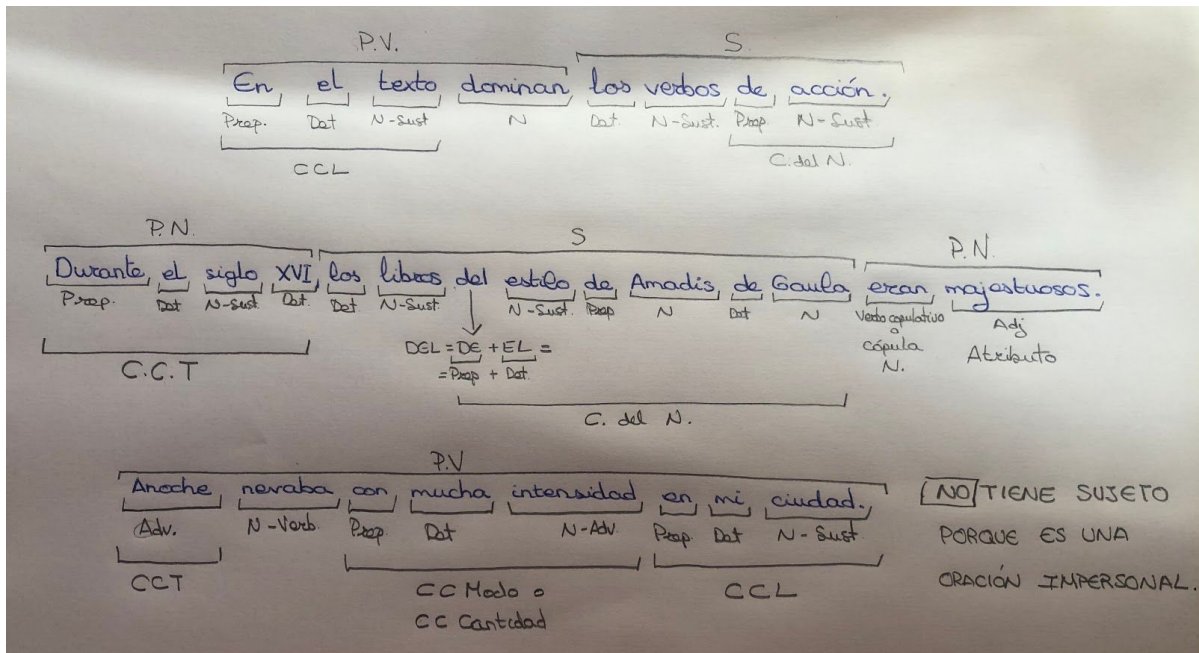 P.V. S.
En el texto dominan los verbos de acción.
Prep. Det N-Sust N Det. N-Sust. Prep N-Sust
CCL C. del N.
P.N. S P.N.
Durante el siglo XVI, los libros del estilo de Amadis de Gaula eran majestuosos.
Prep. Det N-Sust Det. Det N-Sust N-Sust. Prep N Det N Verbo copulativo Adj
o
DEL = DE + EL = cópula Atributo
= Prep + Det. N.
C.C.T
C. del N.
P.V
Anoche nevaba con mucha intensidad en mi ciudad. NO TIENE SUJETO
Adv. N-Verb. Prep Det N-Adv. Prep Det N-Sust PORQUE ES UNA
CCT CC Modo o CCL ORACIÓN IMPERSONAL.
CC Cantidad